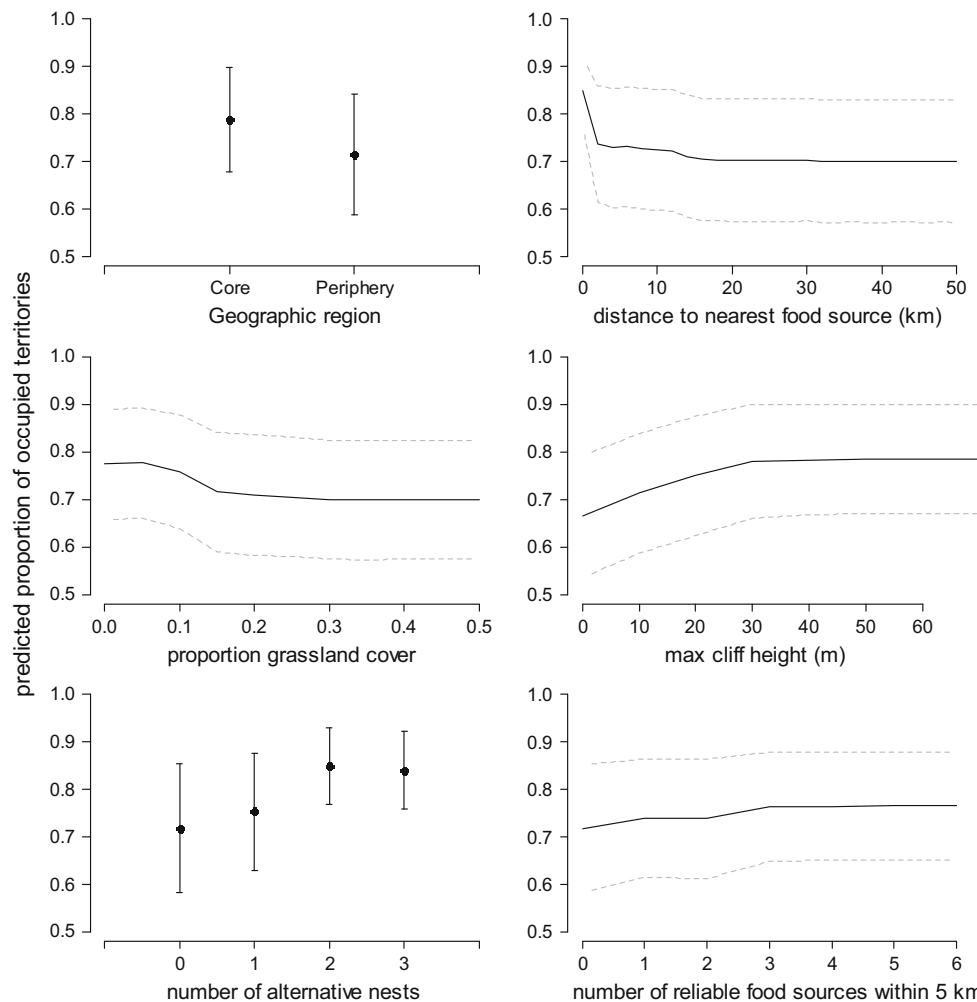 predicted proportion of occupied territories
1.0
0.9
0.8
0.7
0.6
0.5
Core Periphery
Geographic region
1.0
0.9
0.8
0.7
0.6
0.5
0 10 20 30 40 50
distance to nearest food source (km)
1.0
0.9
0.8
0.7
0.6
0.5
0.0 0.1 0.2 0.3 0.4 0.5
proportion grassland cover
1.0
0.9
0.8
0.7
0.6
0.5
0 10 20 30 40 50 60
max cliff height (m)
1.0
0.9
0.8
0.7
0.6
0.5
0 1 2 3
number of alternative nests
1.0
0.9
0.8
0.7
0.6
0.5
0 1 2 3 4 5 6
number of reliable food sources within 5 km